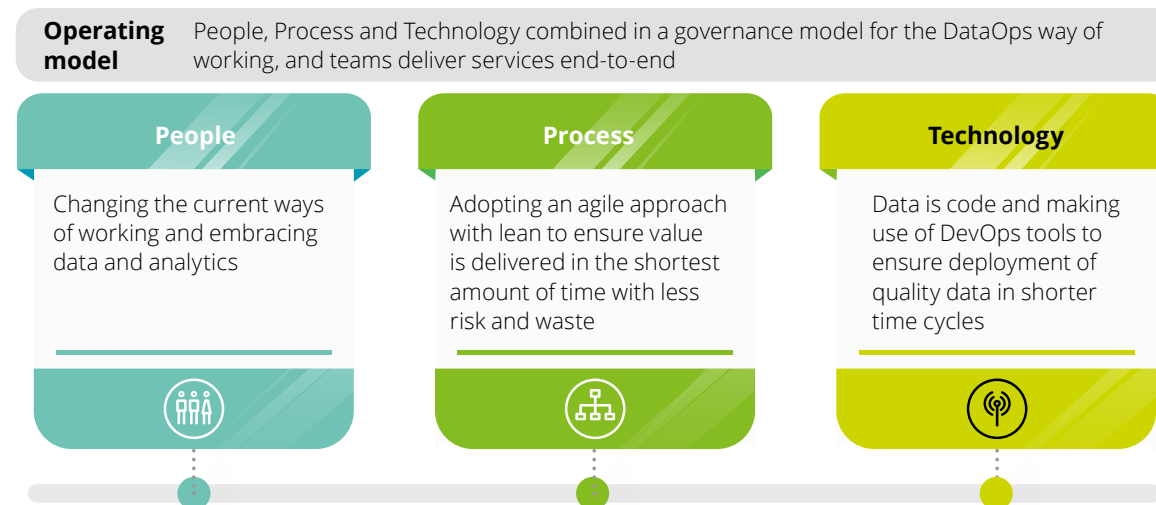 Operating
model
People, Process and Technology combined in a governance model for the DataOps way of
working, and teams deliver services end-to-end
People
Changing the current ways
of working and embracing
data and analytics
Process
Adopting an agile approach
with lean to ensure value
is delivered in the shortest
amount of time with less
risk and waste
Technology
Data is code and making
use of DevOps tools to
ensure deployment of
quality data in shorter
time cycles